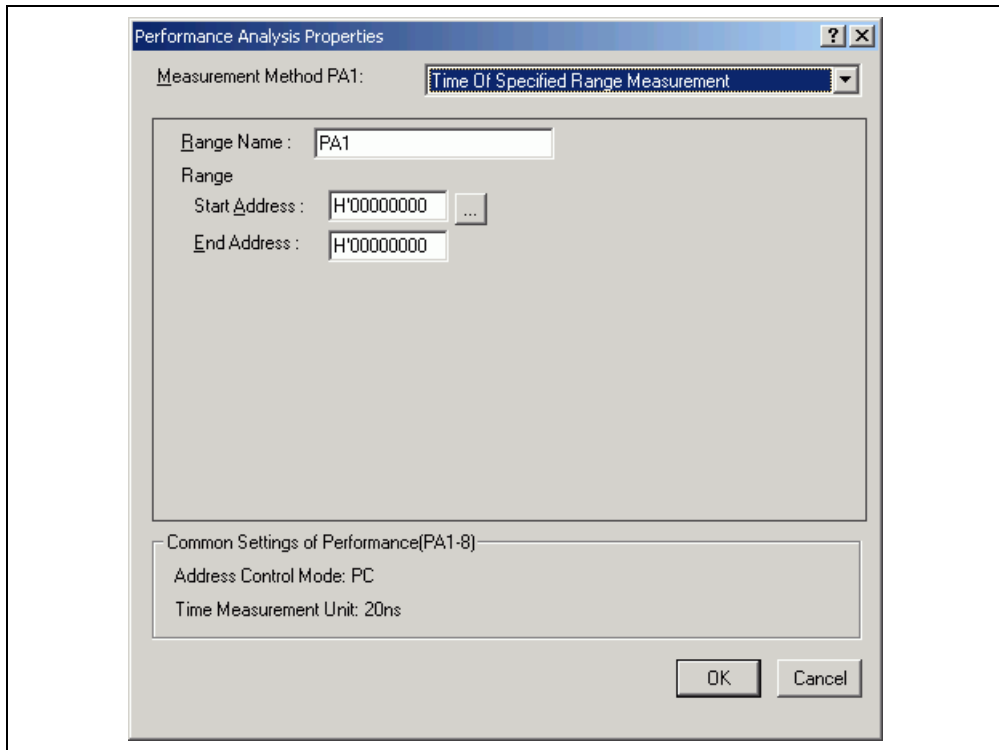 Performance Analysis Properties
Measurement Method PA1: Time Of Specified Range Measurement
Range Name : PA1
Range
Start Address : H'00000000 ...
End Address : H'00000000
Common Settings of Performance(PA1-8)
Address Control Mode: PC
Time Measurement Unit: 20ns
OK Cancel